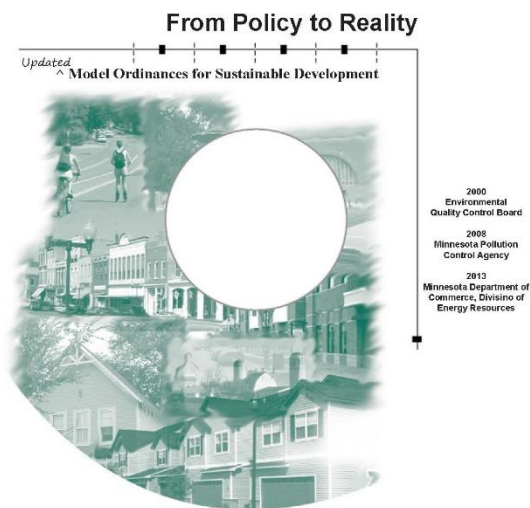 From Policy to Reality
Updated
^ Model Ordinances for Sustainable Development
2000
Environmental
Quality Control Board
2008
Minnesota Pollution
Control Agency
2013
Minnesota Department of
Commerce, Divisino of
Energy Resources